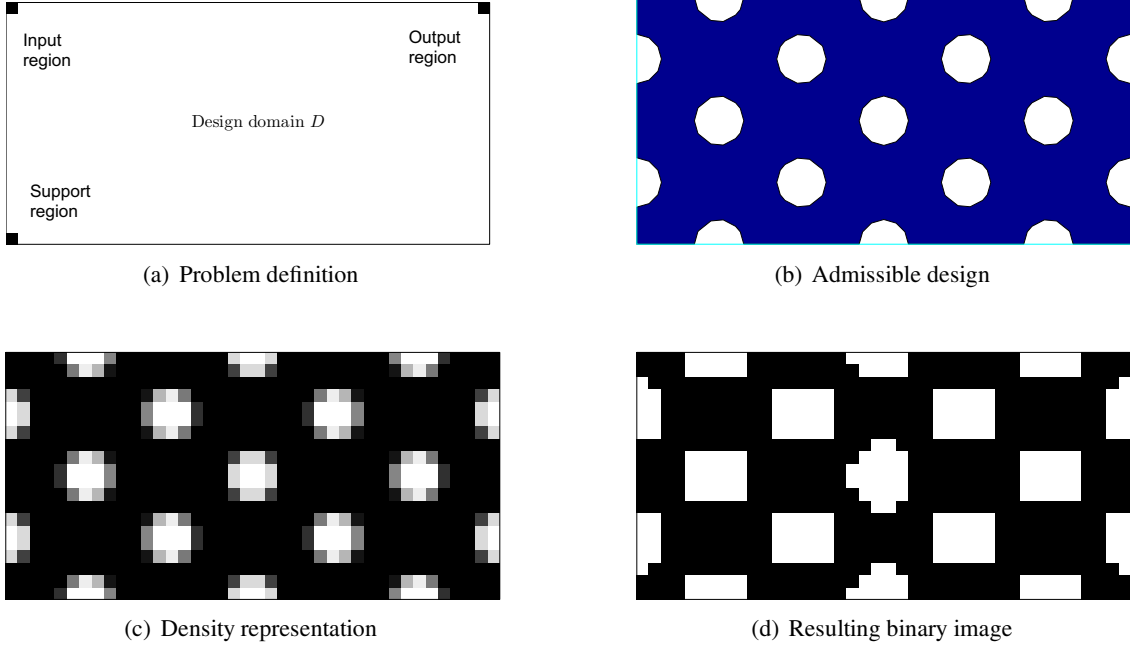 Input
region
Output
region
Design domain D
Support
region
(a) Problem definition
(b) Admissible design
(c) Density representation
(d) Resulting binary image